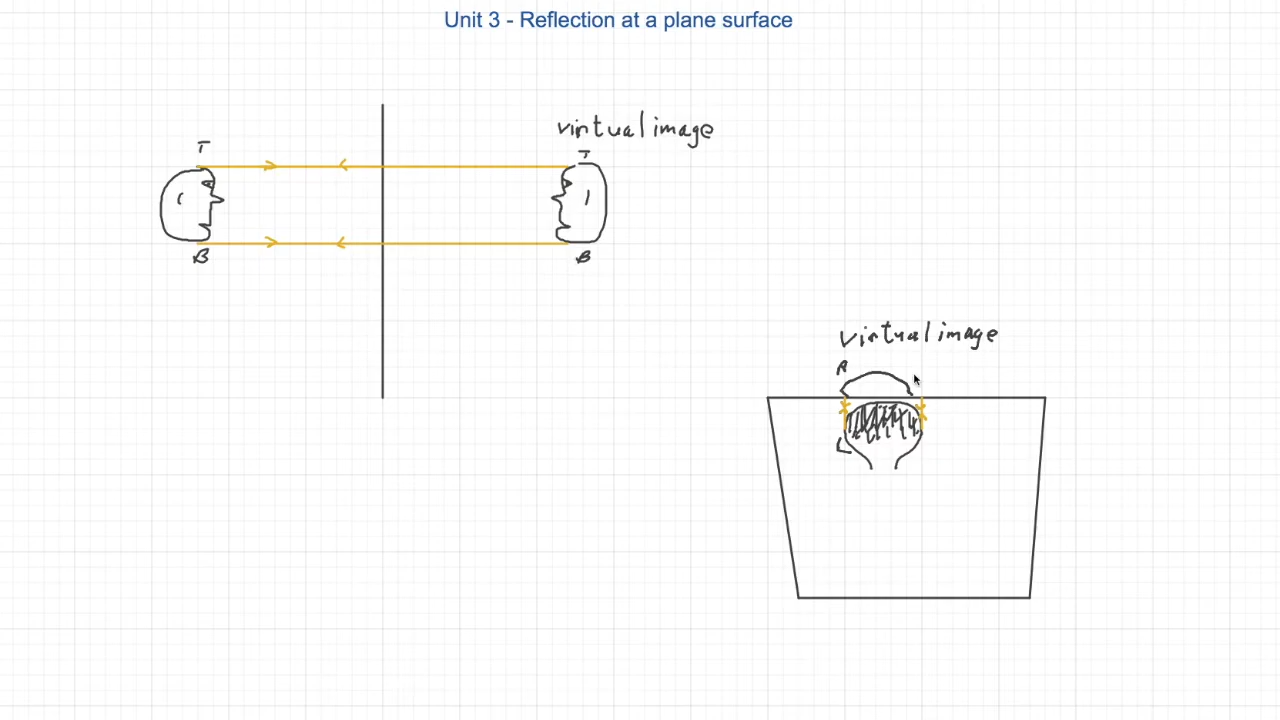 Unit 3 - Reflection at a plane surface
virtual image
T
T
B
B
virtual image
R
L